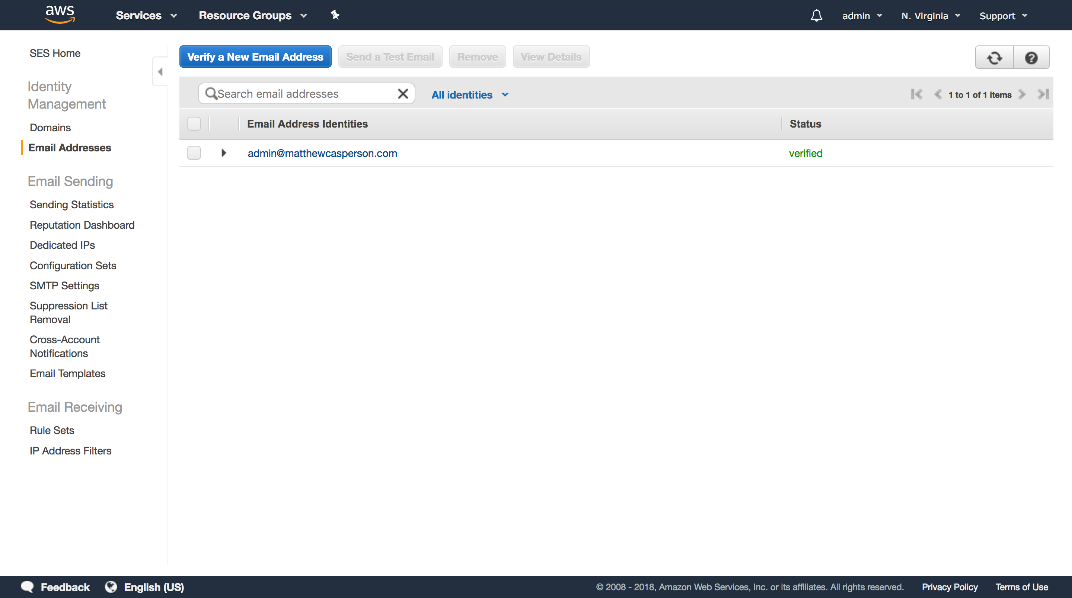 aws
Services
Resource Groups
admin
N. Virginia
Support
SES Home
Identity
Management
Domains
Email Addresses
Email Sending
Sending Statistics
Reputation Dashboard
Dedicated IPs
Configuration Sets
SMTP Settings
Suppression List
Removal
Cross-Account
Notifications
Email Templates
Email Receiving
Rule Sets
IP Address Filters
Verify a New Email Address
Send a Test Email
Remove
View Details
Search email addresses
All identities
1 to 1 of 1 items
Email Address Identities
Status
admin@matthewcasperson.com
verified
Feedback
English (US)
© 2008 - 2018, Amazon Web Services, Inc. or its affiliates. All rights reserved.
Privacy Policy
Terms of Use